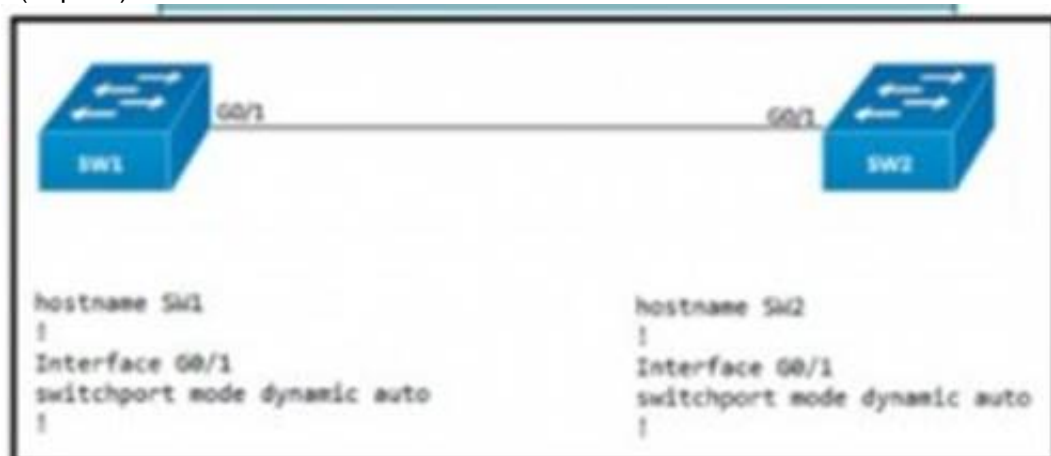 G0/1
G0/1
SW1
SW2
hostname SW1
!
Interface G0/1
switchport mode dynamic auto
!
hostname SW2
!
Interface G0/1
switchport mode dynamic auto
!